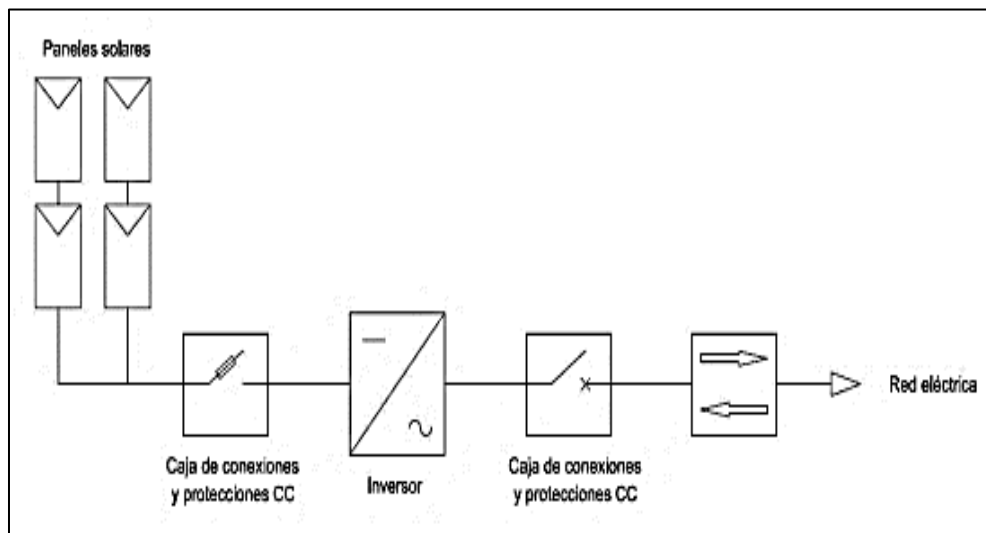 Paneles solares
Red eléctrica
Caja de conexiones
y protecciones CC
Inversor
Caja de conexiones
y protecciones CC